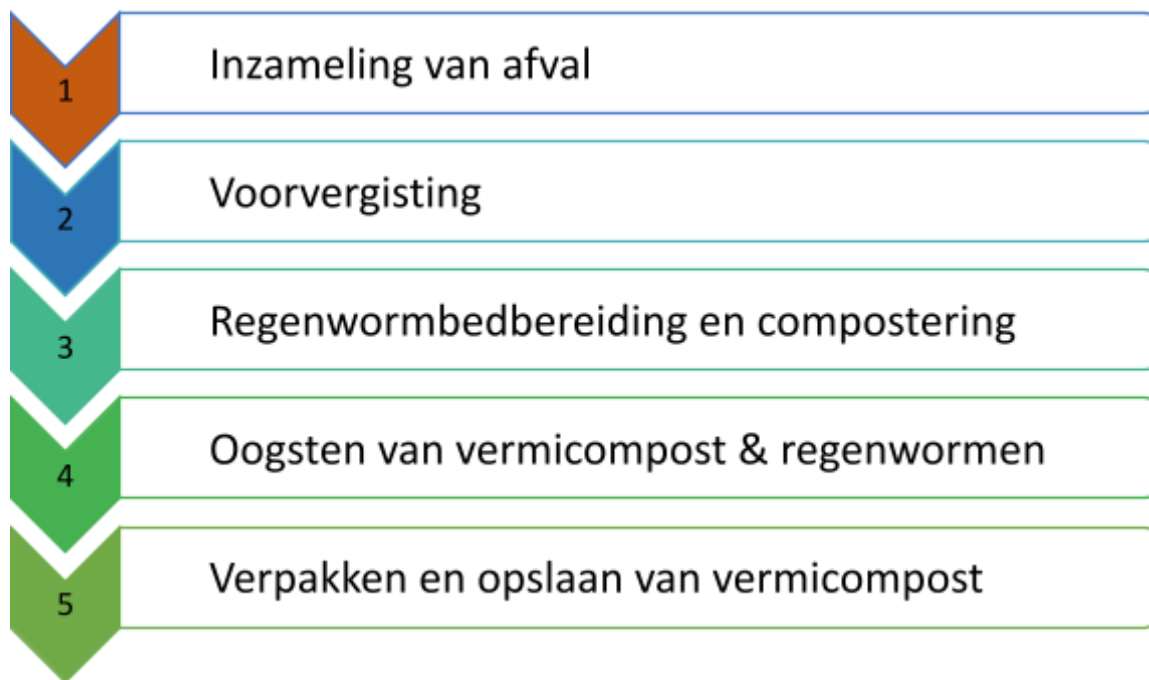 1 Inzameling van afval
2 Voorvergisting
3 Regenwormbedbereiding en compostering
4 Oogsten van vermicompost & regenwormen
5 Verpakken en opslaan van vermicompost